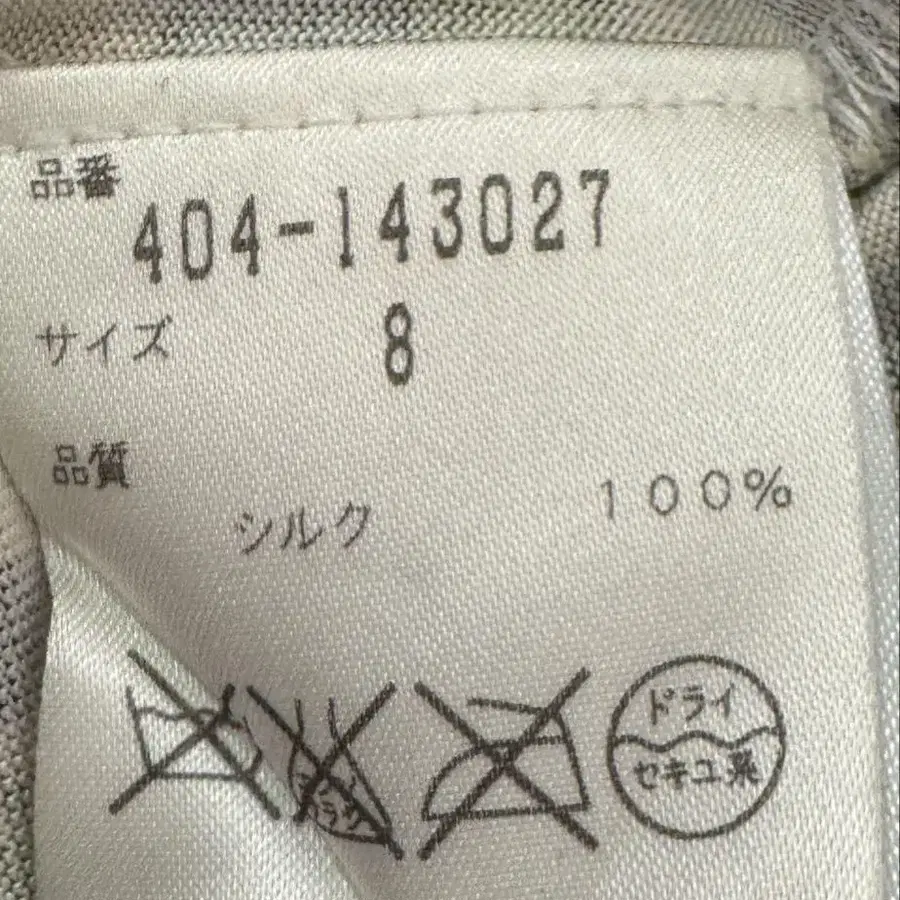 品番
404-143027
サイズ 8
品質
シルク 100%
ドライ
セキユ系